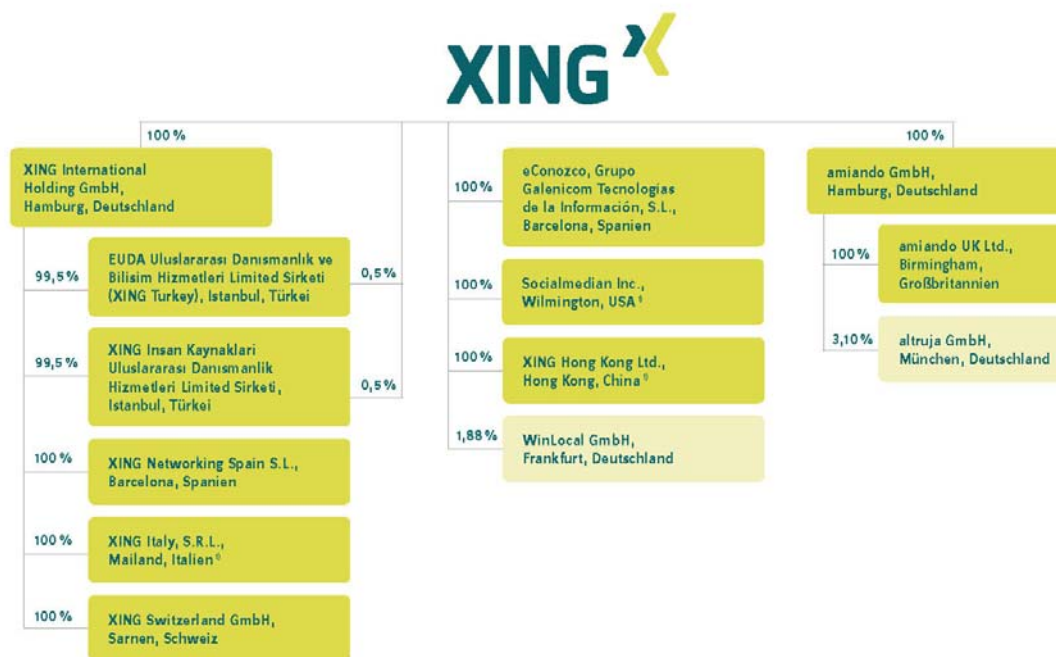 XING
100 %
XING International
Holding GmbH,
Hamburg, Deutschland
99,5 %
EUDA Uluslararası Danısmanlık ve
Bilisim Hizmetleri Limited Sirketi
(XING Turkey), Istanbul, Türkei
0,5 %
99,5 %
XING Insan Kaynaklari
Uluslararası Danısmanlik
Hizmetleri Limited Sirketi,
Istanbul, Türkei
0,5 %
100 %
XING Networking Spain S.L.,
Barcelona, Spanien
100 %
XING Italy, S.R.L.,
Mailand, Italien
100 %
XING Switzerland GmbH,
Sarnen, Schweiz
100 %
eConozco, Grupo
Galenicom Tecnologías
de la Información, S.L.,
Barcelona, Spanien
100 %
Socialmedian Inc.,
Wilmington, USA
100 %
XING Hong Kong Ltd.,
Hong Kong, China
1,88 %
WinLocal GmbH,
Frankfurt, Deutschland
100 %
amiando GmbH,
Hamburg, Deutschland
100 %
amiando UK Ltd.,
Birmingham,
Großbritannien
3,10 %
altruja GmbH,
München, Deutschland